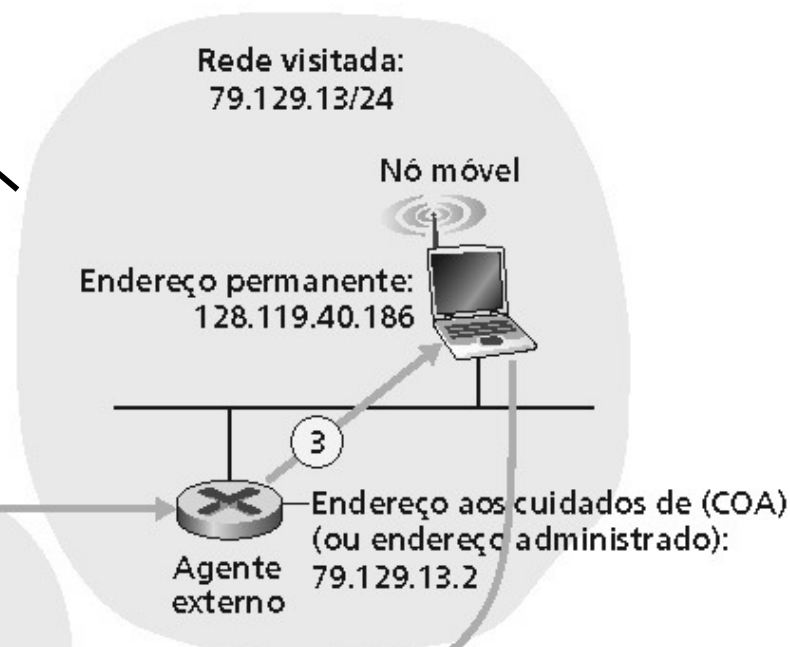 Rede visitada:
79.129.13/24
Nó móvel
Endereço permanente:
128.119.40.186
3
Endereço aos cuidados de (COA)
(ou endereço administrado):
79.129.13.2
Agente
externo